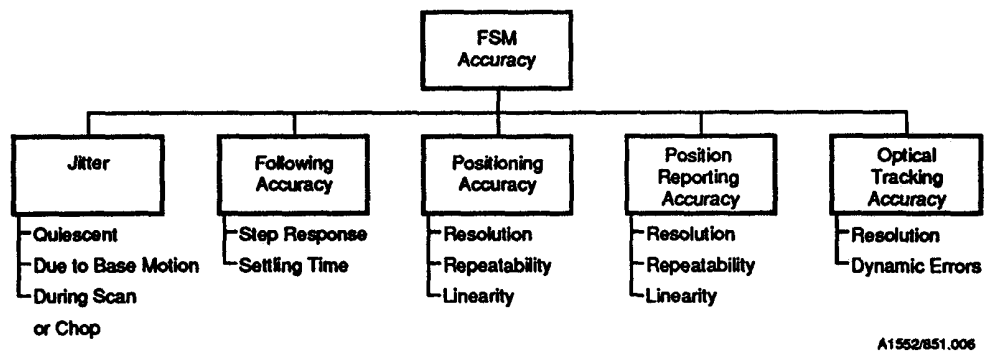 FSM
Accuracy
Jitter
Following
Accuracy
Positioning
Accuracy
Position
Reporting
Accuracy
Optical
Tracking
Accuracy
Quiescent
Due to Base Motion
During Scan
or Chop
Step Response
Settling Time
Resolution
Repeatability
Linearity
Resolution
Repeatability
Linearity
Resolution
Dynamic Errors
A1552/851.006